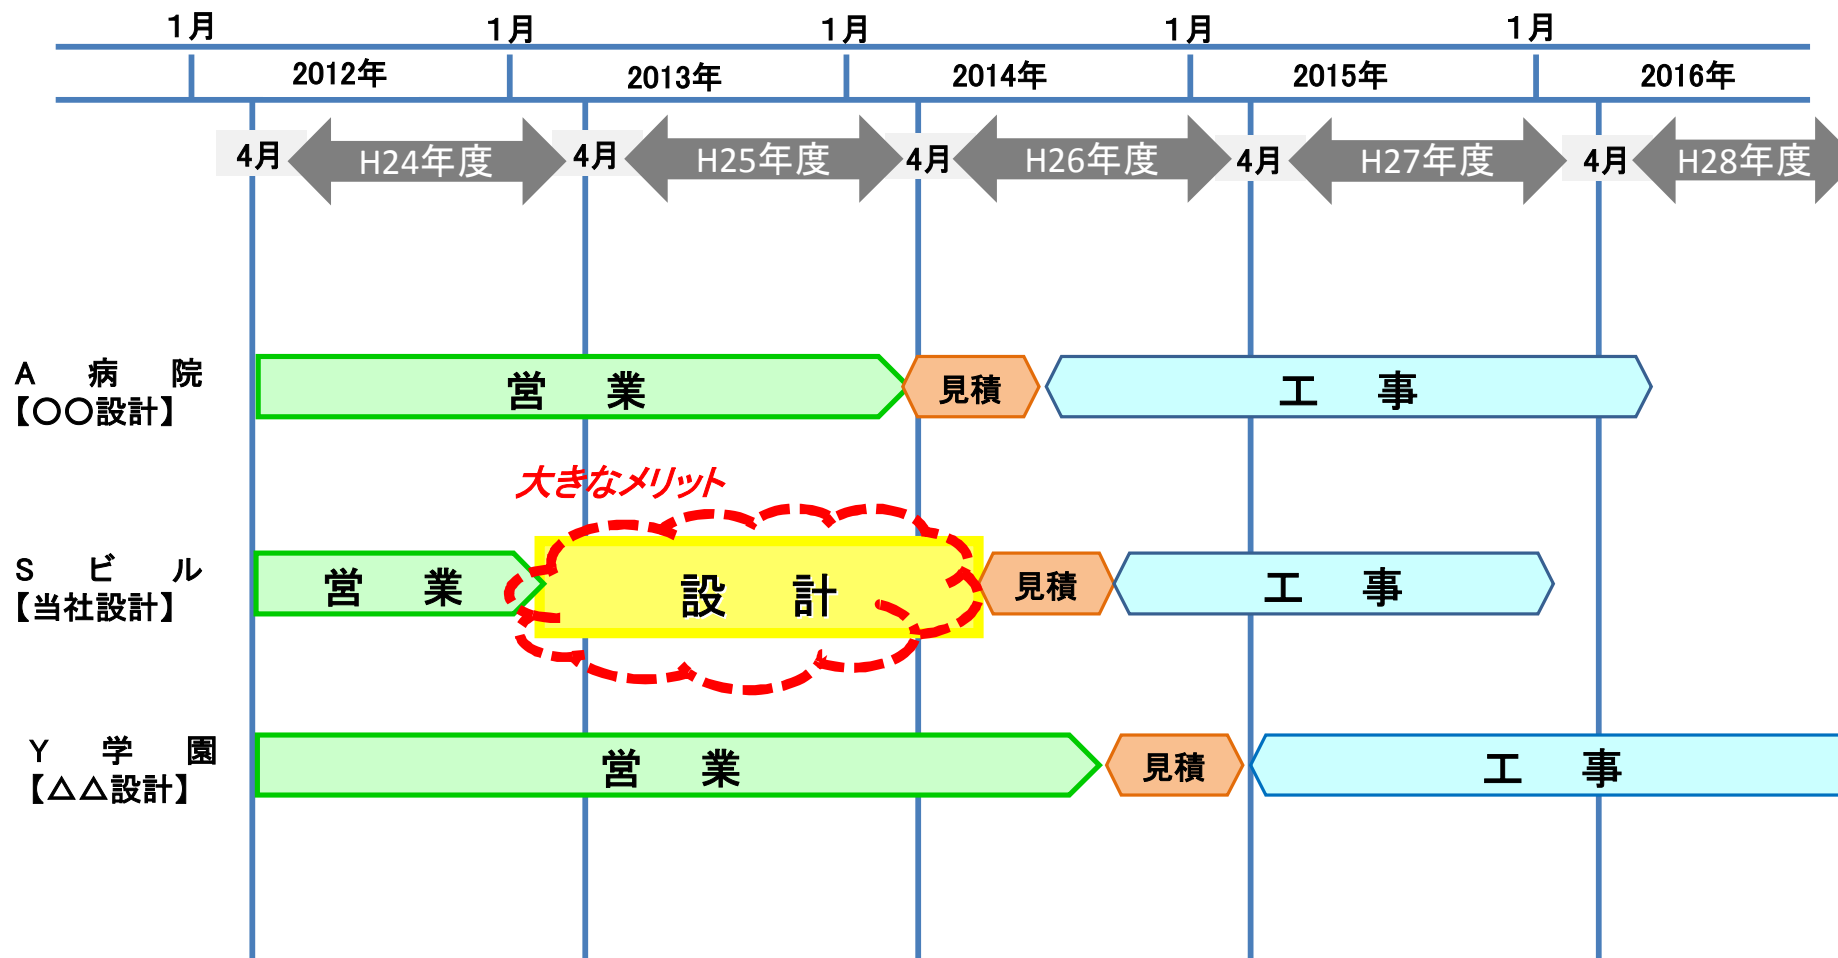 1月 1月 1月 1月 1月
2012年 2013年 2014年 2015年 2016年
4月 H24年度 4月 H25年度 4月 H26年度 4月 H27年度 4月 H28年度
A 病 院
【○○設計】
営 業 見積 工 事
大きなメリット
S ビ ル
【当社設計】
営 業 設 計 見積 工 事
Y 学 園
【△△設計】
営 業 見積 工 事